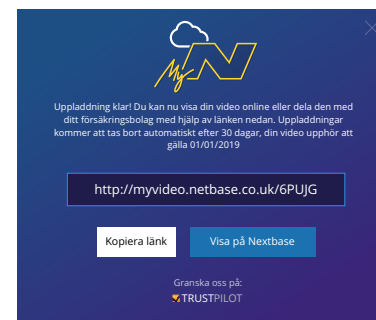 MyN
Uppladdning klar! Du kan nu visa din video online eller dela den med
ditt försäkringsbolag med hjälp av länken nedan. Uppladdningar
kommer att tas bort automatiskt efter 30 dagar, din video upphör att
gälla 01/01/2019
http://myvideo.netbase.co.uk/6PUJG
Kopiera länk
Visa på Nextbase
Granska oss på:
TRUSTPILOT